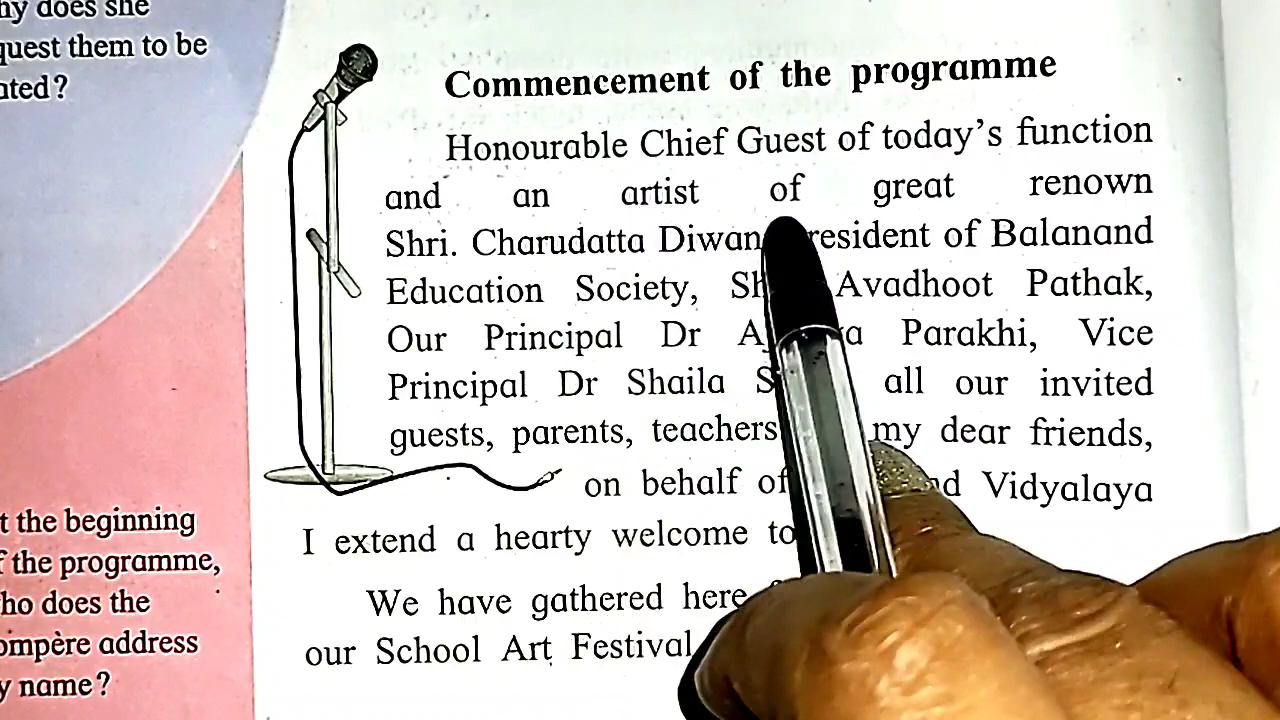 hy does she
quest them to be
ated?
Commencement of the programme
Honourable Chief Guest of today's function
and an artist of great renown
Shri. Charudatta Diwan resident of Balanand
Education Society, Avadhoot Pathak,
Our Principal Dr Parakhi, Vice
Principal Dr Shaila all our invited
guests, parents, teachers my dear friends,
on behalf of Vidyalaya
I extend a hearty welcome to
We have gathered here
our School Art Festival
t the beginning
f the programme,
ho does the
ompère address
y name?